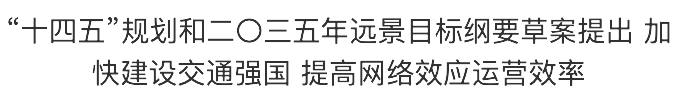 “十四五”规划和二〇三五年远景目标纲要草案提出 加
快建设交通强国 提高网络效应运营效率